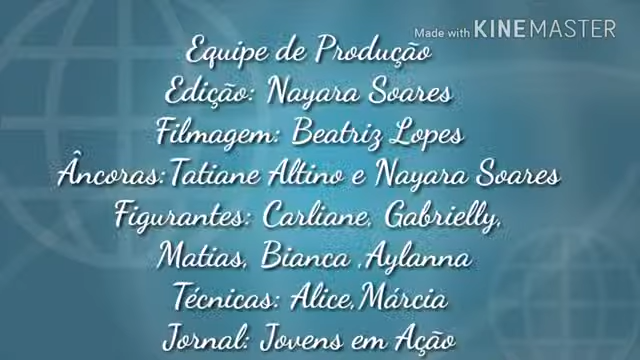 Made with KINEMASTER
Equipe de Produção
Edição: Nayara Soares
Filmagem: Beatriz Lopes
Âncoras:Tatiane Altino e Nayara Soares
Figurantes: Carliane, Gabrielly,
Matias, Bianca ,Aylanna
Técnicas: Alice,Márcia
Jornal: Jovens em Ação